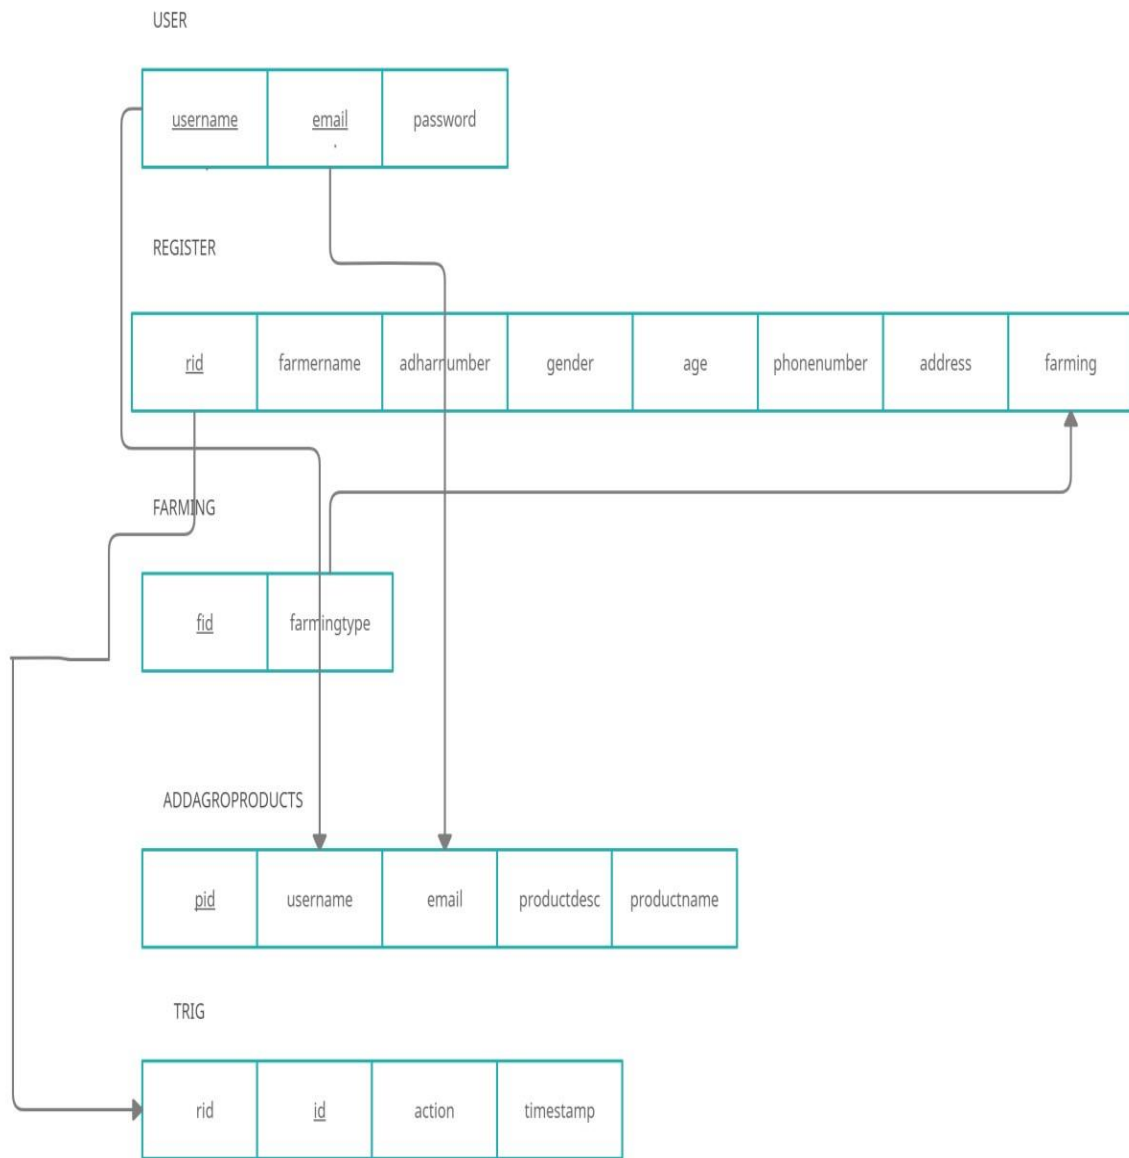 USER
username email password
REGISTER
rid farmername adharnumber gender age phonenumber address farming
FARMING
fid farmingtype
ADDAGROPRODUCTS
pid username email productdesc productname
TRIG
rid id action timestamp